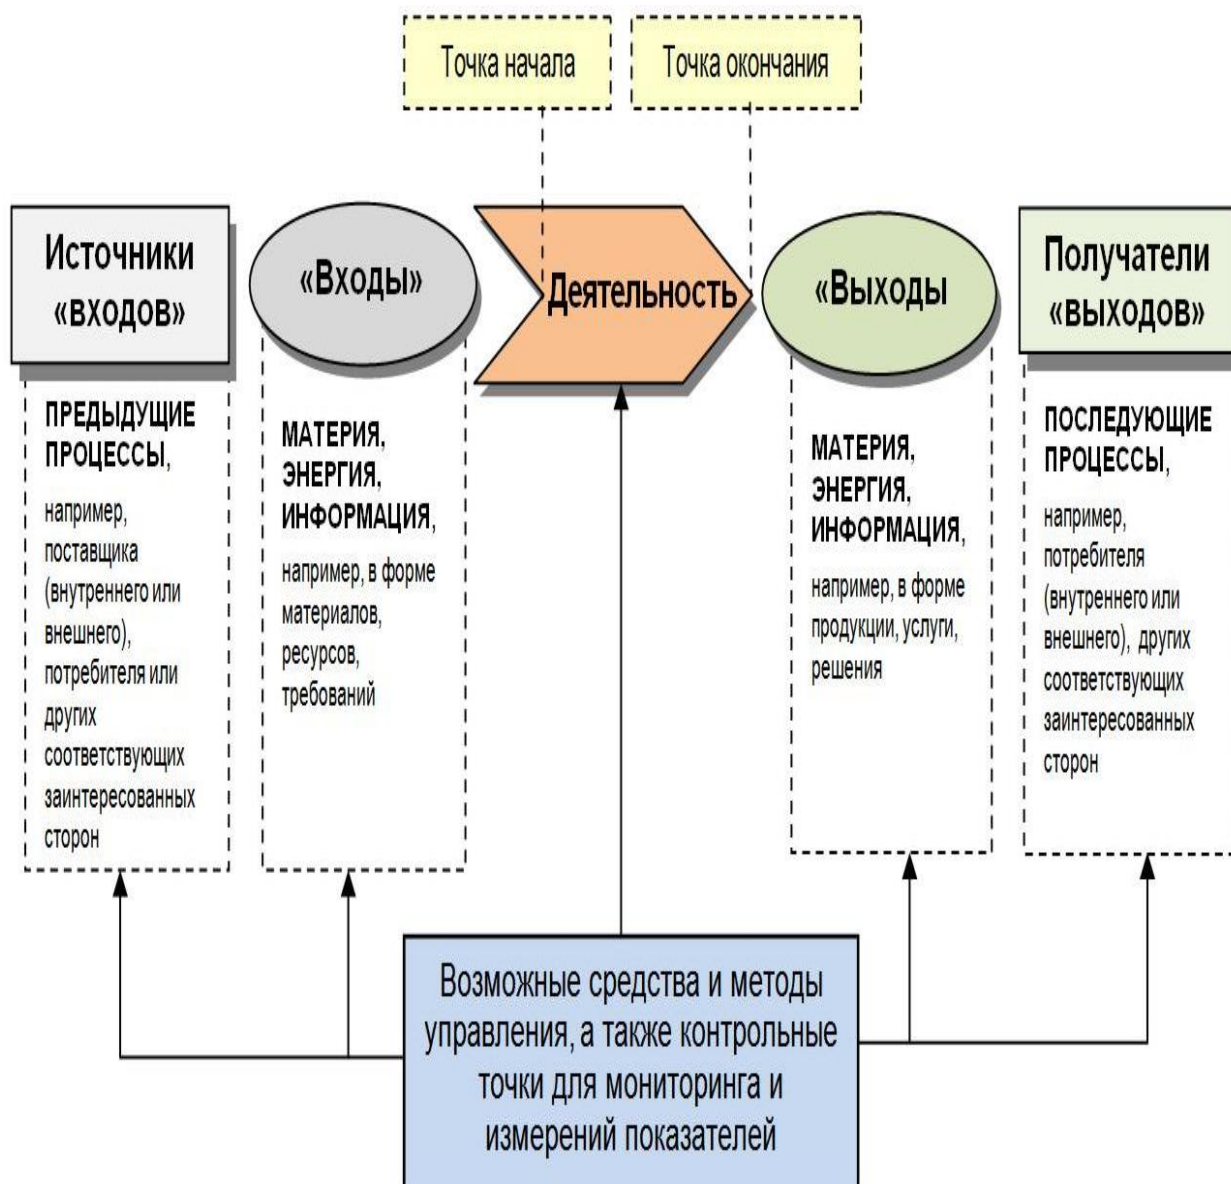 Точка начала
Точка окончания
Источники
«входов»
«Входы»
Деятельность
«Выходы
Получатели
«выходов»
ПРЕДЫДУЩИЕ
ПРОЦЕССЫ,
например,
поставщика
(внутреннего или
внешнего),
потребителя или
других
соответствующих
заинтересованных
сторон
МАТЕРИЯ,
ЭНЕРГИЯ,
ИНФОРМАЦИЯ,
например, в форме
материалов,
ресурсов,
требований
МАТЕРИЯ,
ЭНЕРГИЯ,
ИНФОРМАЦИЯ,
например, в форме
продукции, услуги,
решения
ПОСЛЕДУЮЩИЕ
ПРОЦЕССЫ,
например,
потребителя
(внутреннего или
внешнего), других
соответствующих
заинтересованных
сторон
Возможные средства и методы
управления, а также контрольные
точки для мониторинга и
измерений показателей